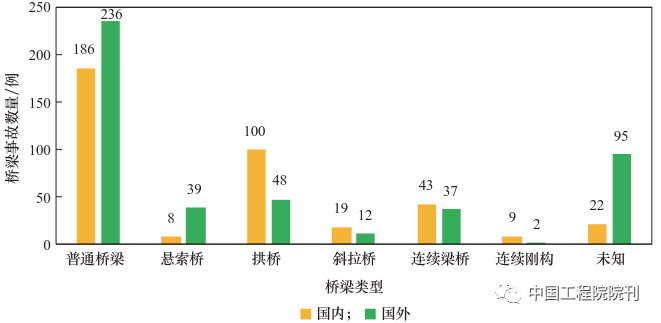 桥梁事故数量/例
250
200
150
100
50
0
186
236
8
39
100
48
19
12
43
37
9
2
22
95
普通桥梁
悬索桥
拱桥
斜拉桥
连续梁桥
连续刚构
未知
桥梁类型
国内；
国外
中国工程院院刊